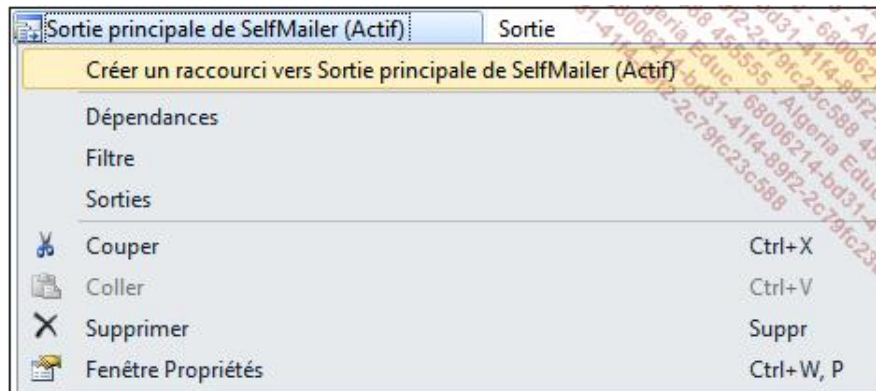 Sortie principale de SelfMailer (Actif) Sortie
Créer un raccourci vers Sortie principale de SelfMailer (Actif)
Dépendances
Filtre
Sorties
Couper Ctrl+X
Coller Ctrl+V
Supprimer Suppr
Fenêtre Propriétés Ctrl+W, P